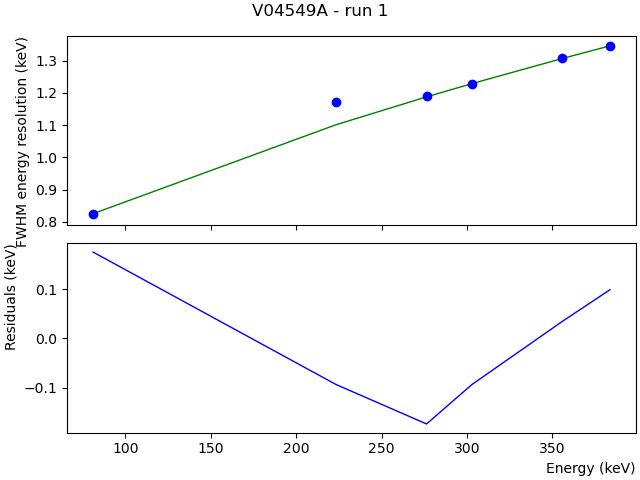 V04549A - run 1
FWHM energy resolution (keV)
1.3
1.2
1.1
1.0
0.9
0.8
Residuals (keV)
0.1
0.0
−0.1
100 150 200 250 300 350
Energy (keV)